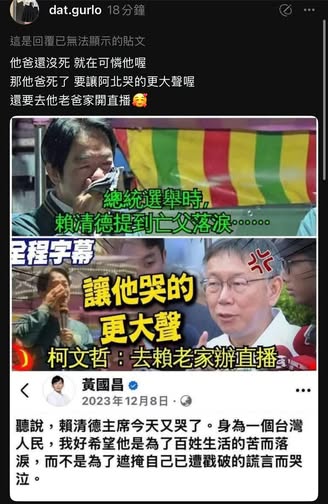 dat.gurlo 18分鐘
這是回覆已無法顯示的貼文
他爸還沒死 就在可憐他喔
那他爸死了 要讓阿北哭的更大聲喔
還要去他老爸家開直播🥰
總統選舉時,
賴清德提到亡父落淚⋯⋯
全程字幕
讓他哭的
更大聲
柯文哲：去賴老家辦直播
黃國昌
2023年12月8日 ·
聽說，賴清德主席今天又哭了。身為一個台灣
人民，我好希望他是為了百姓生活的苦而落
淚，而不是為了遮掩自己已遭戳破的謊言而哭
泣。